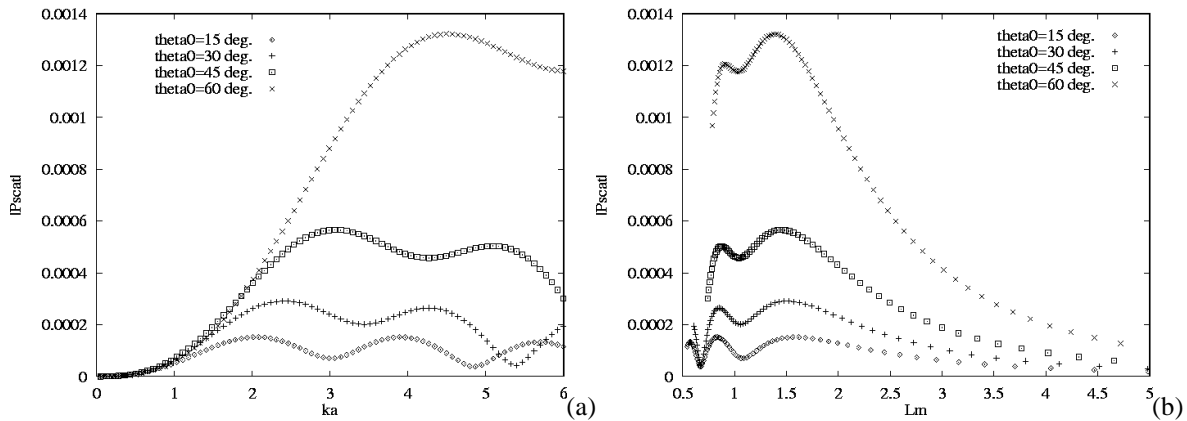 0.0014
0.0012
0.001
0.0008
0.0006
0.0004
0.0002
0
|Pscat|
theta0=15 deg.
theta0=30 deg.
theta0=45 deg.
theta0=60 deg.
0 1 2 3 4 5 6
ka
(a)
0.0014
0.0012
0.001
0.0008
0.0006
0.0004
0.0002
0
|Pscat|
theta0=15 deg.
theta0=30 deg.
theta0=45 deg.
theta0=60 deg.
0.5 1 1.5 2 2.5 3 3.5 4 4.5 5
Lm
(b)